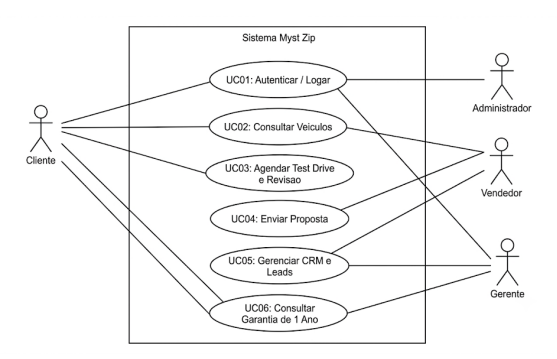 Sistema Myst Zip
UC01: Autenticar / Logar
Administrador
UC02: Consultar Veiculos
Cliente
UC03: Agendar Test Drive
e Revisao
Vendedor
UC04: Enviar Proposta
UC05: Gerenciar CRM e
Leads
Gerente
UC06: Consultar
Garantia de 1 Ano